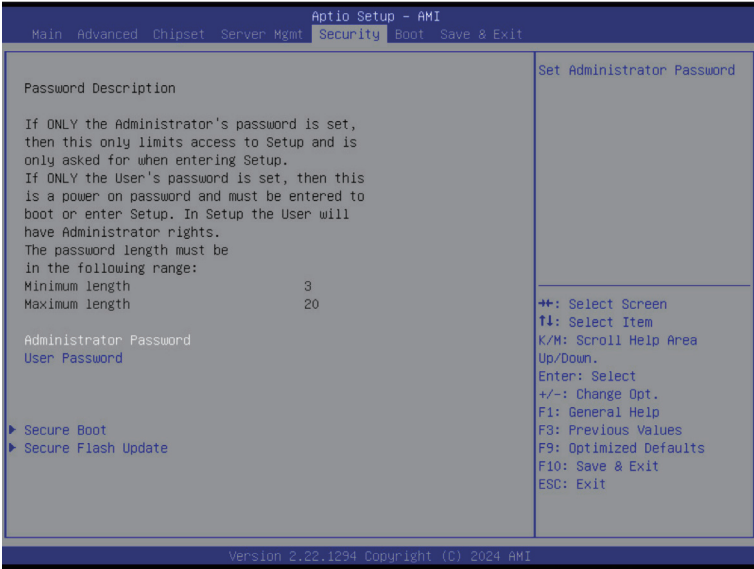 Aptio Setup - AMI
Main Advanced Chipset Server Mgmt Security Boot Save & Exit
Password Description
If ONLY the Administrator's password is set,
then this only limits access to Setup and is
only asked for when entering Setup.
If ONLY the User's password is set, then this
is a power on password and must be entered to
boot or enter Setup. In Setup the User will
have Administrator rights.
The password length must be
in the following range:
Minimum length 3
Maximum length 20
Administrator Password
User Password
Secure Boot
Secure Flash Update
Set Administrator Password
→←: Select Screen
↑↓: Select Item
K/M: Scroll Help Area
Up/Down.
Enter: Select
+/-: Change Opt.
F1: General Help
F3: Previous Values
F9: Optimized Defaults
F10: Save & Exit
ESC: Exit
Version 2.22.1294 Copyright (C) 2024 AMI